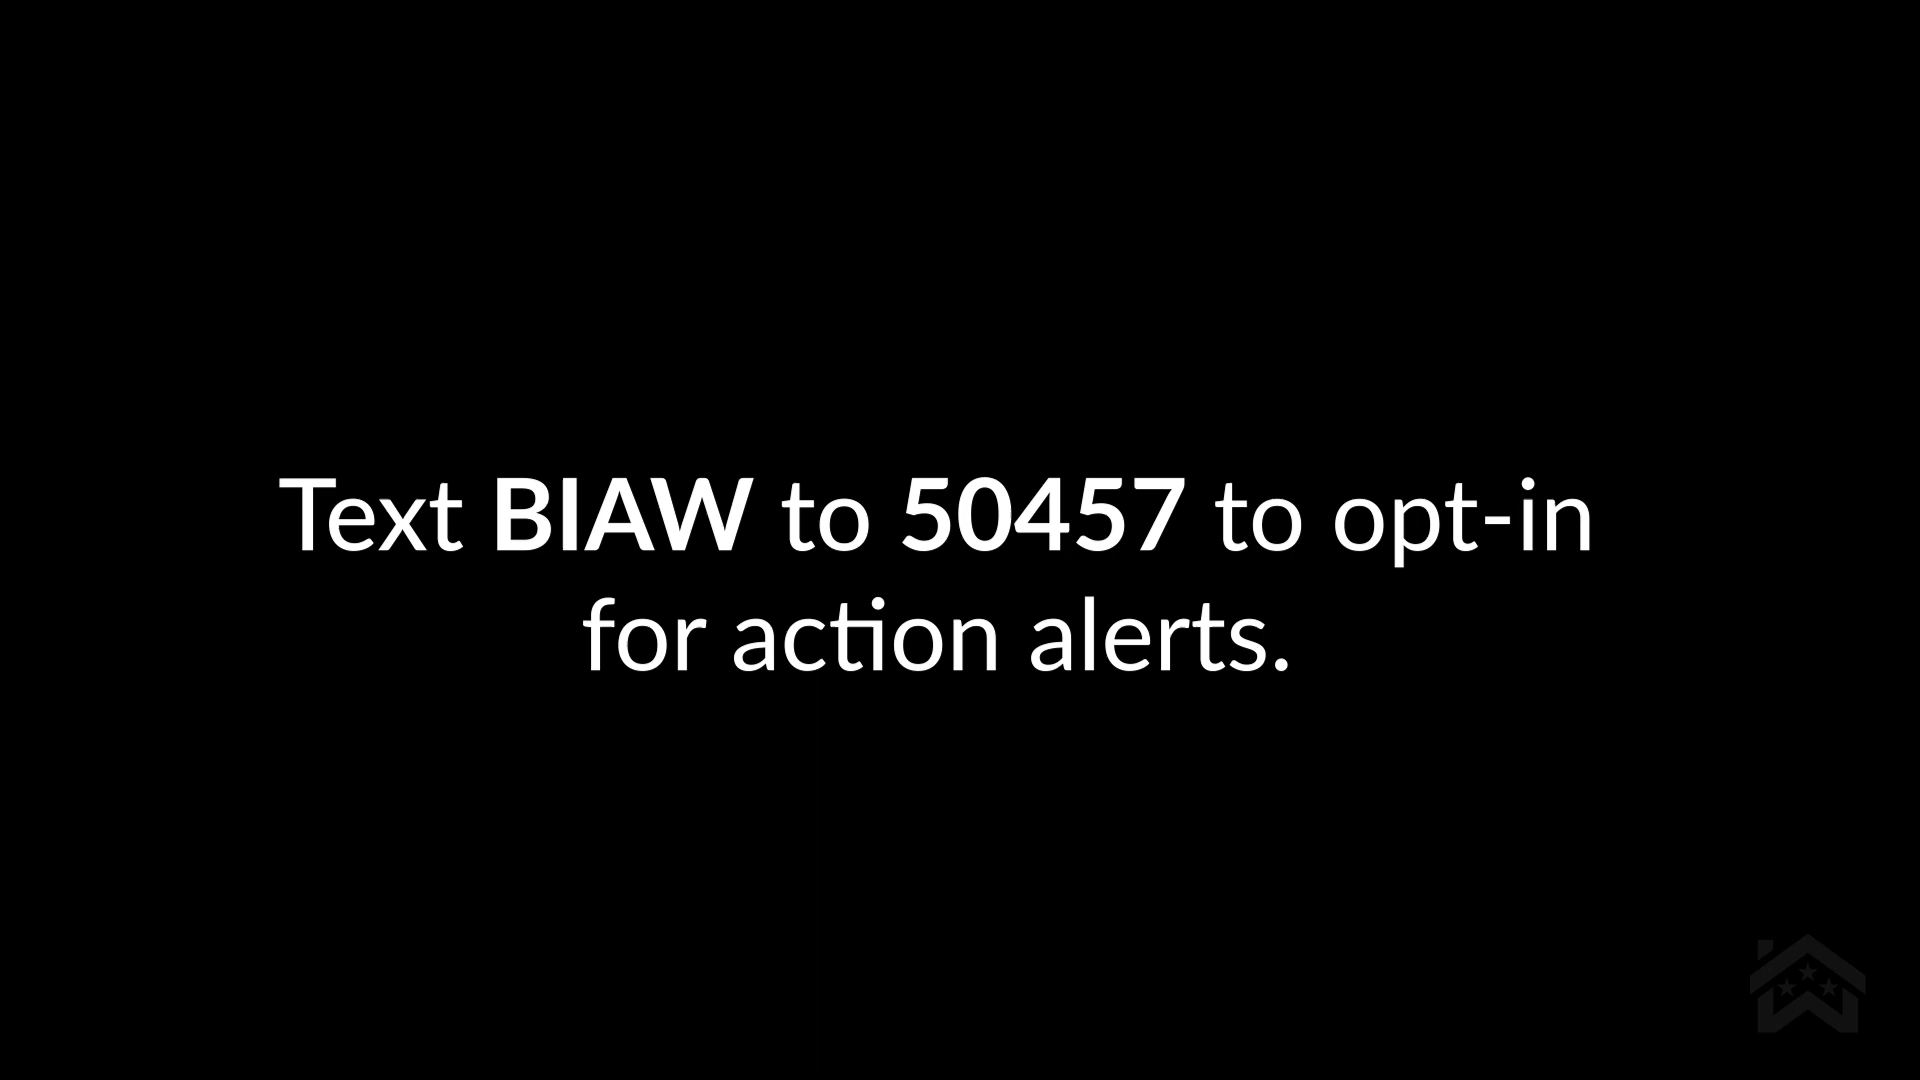 Text BIAW to 50457 to opt-in
for action alerts.